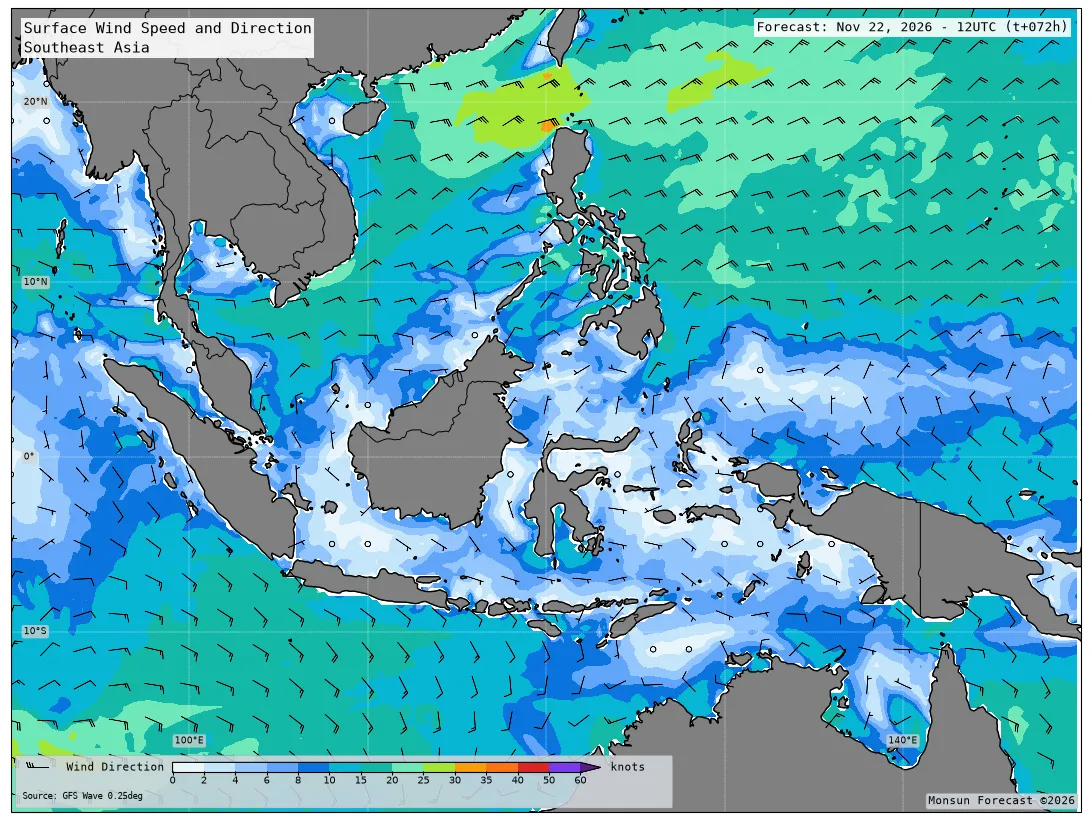 Surface Wind Speed and Direction
Southeast Asia
Forecast: Nov 22, 2026 - 12UTC (t+072h)
20°N
10°N
0°
10°S
100°E
140°E
Wind Direction
knots
0 2 4 6 8 10 15 20 25 30 35 40 50 60
Source: GFS Wave 0.25deg
Monsun Forecast ©2026